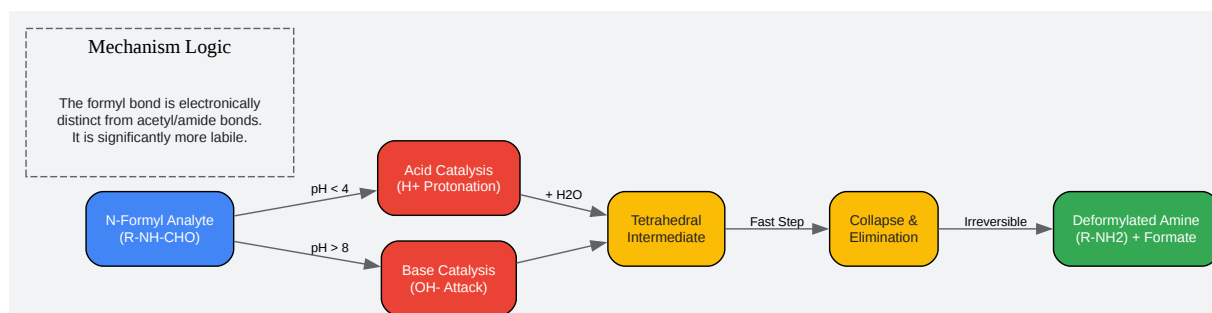 Mechanism Logic
The formyl bond is electronically
distinct from acetyl/amide bonds.
It is significantly more labile.
N-Formyl Analyte
(R-NH-CHO)
pH < 4
pH > 8
Acid Catalysis
(H+ Protonation)
Base Catalysis
(OH- Attack)
+ H2O
Tetrahedral
Intermediate
Fast Step
Collapse &
Elimination
Irreversible
Deformylated Amine
(R-NH2) + Formate